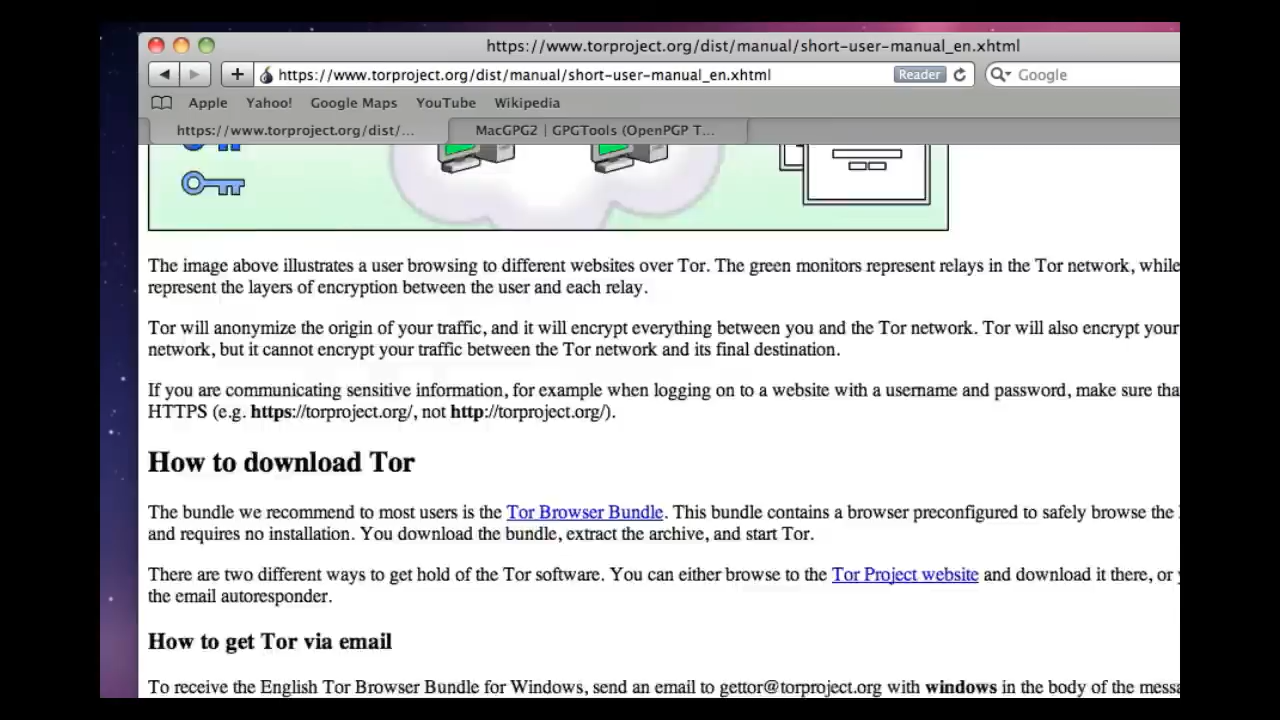 https://www.torproject.org/dist/manual/short-user-manual_en.xhtml
https://www.torproject.org/dist/manual/short-user-manual_en.xhtml Reader Google
Apple Yahoo! Google Maps YouTube Wikipedia
https://www.torproject.org/dist/... MacGPG2 | GPGTools (OpenPGP T...
The image above illustrates a user browsing to different websites over Tor. The green monitors represent relays in the Tor network, while
represent the layers of encryption between the user and each relay.
Tor will anonymize the origin of your traffic, and it will encrypt everything between you and the Tor network. Tor will also encrypt your
network, but it cannot encrypt your traffic between the Tor network and its final destination.
If you are communicating sensitive information, for example when logging on to a website with a username and password, make sure tha
HTTPS (e.g. https://torproject.org/, not http://torproject.org/).
How to download Tor
The bundle we recommend to most users is the Tor Browser Bundle. This bundle contains a browser preconfigured to safely browse the
and requires no installation. You download the bundle, extract the archive, and start Tor.
There are two different ways to get hold of the Tor software. You can either browse to the Tor Project website and download it there, or
the email autoresponder.
How to get Tor via email
To receive the English Tor Browser Bundle for Windows, send an email to gettor@torproject.org with windows in the body of the messa